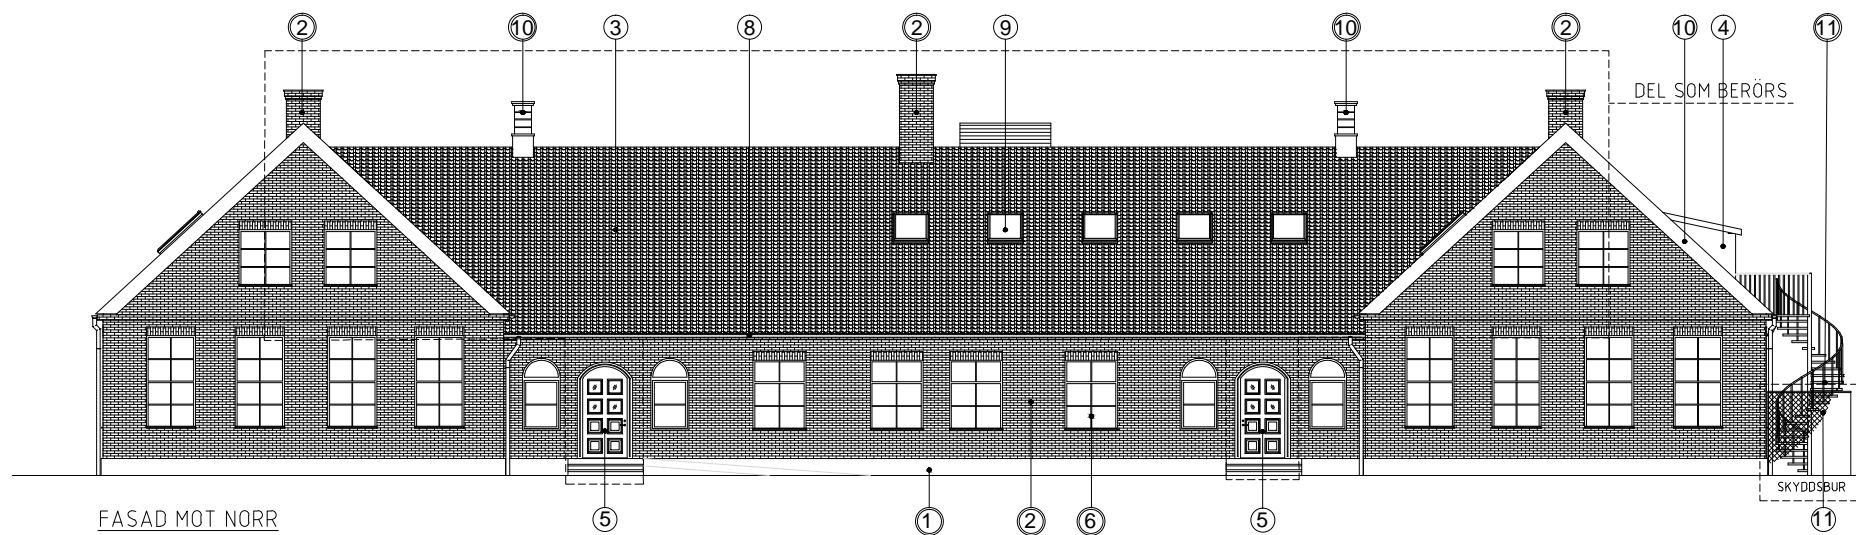 2 10 3 8 2 9 10 2 10 4 11
DEL SOM BERÖRS
SKYDDSBUR
FASAD MOT NORR
5 1 2 6 5 11